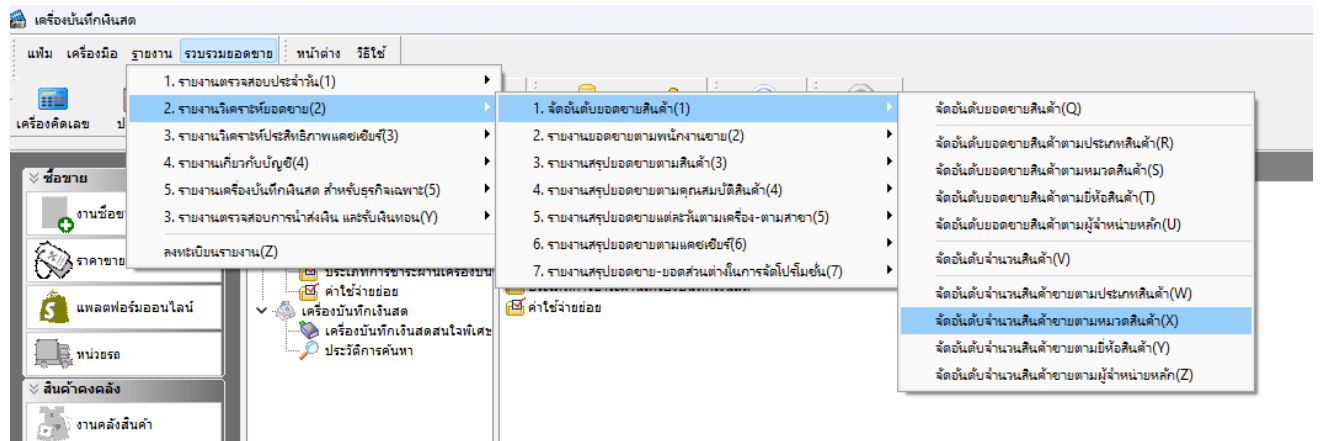 เครื่องบันทึกเงินสด
แฟ้ม เครื่องมือ รายงาน รวบรวมยอดขาย หน้าต่าง วิธีใช้
เครื่องคิดเลข
1. รายงานตรวจสอบประจำวัน(1)
2. รายงานวิเคราะห์ยอดขาย(2)
3. รายงานวิเคราะห์ประสิทธิภาพแคชเชียร์(3)
4. รายงานเกี่ยวกับบัญชี(4)
5. รายงานเครื่องบันทึกเงินสด สำหรับธุรกิจเฉพาะ(5)
3. รายงานตรวจสอบการนำส่งเงิน และรับเงินทอน(Y)
ลงทะเบียนรายงาน(Z)
1. จัดอันดับยอดขายสินค้า(1)
2. รายงานยอดขายตามพนักงานขาย(2)
3. รายงานสรุปยอดขายตามสินค้า(3)
4. รายงานสรุปยอดขายตามคุณสมบัติสินค้า(4)
5. รายงานสรุปยอดขายแต่ละวันตามเครื่อง-ตามสาขา(5)
6. รายงานสรุปยอดขายตามแคชเชียร์(6)
7. รายงานสรุปยอดขาย-ยอดส่วนต่างในการจัดโปรโมชั่น(7)
จัดอันดับยอดขายสินค้า(Q)
จัดอันดับยอดขายสินค้าตามประเภทสินค้า(R)
จัดอันดับยอดขายสินค้าตามหมวดสินค้า(S)
จัดอันดับยอดขายสินค้าตามยี่ห้อสินค้า(T)
จัดอันดับยอดขายสินค้าตามผู้จำหน่ายหลัก(U)
จัดอันดับจำนวนสินค้า(V)
จัดอันดับจำนวนสินค้าขายตามประเภทสินค้า(W)
จัดอันดับจำนวนสินค้าขายตามหมวดสินค้า(X)
จัดอันดับจำนวนสินค้าขายตามยี่ห้อสินค้า(Y)
จัดอันดับจำนวนสินค้าขายตามผู้จำหน่ายหลัก(Z)
ซื้อขาย
ราคาขาย
แพลตฟอร์มออนไลน์
หน่วยรถ
สินค้าคงคลัง
งานคลังสินค้า
ค่าใช้จ่ายย่อย
เครื่องบันทึกเงินสด
เครื่องบันทึกเงินสดสนใจพิเศษ
ประวัติการค้นหา
ค่าใช้จ่ายย่อย